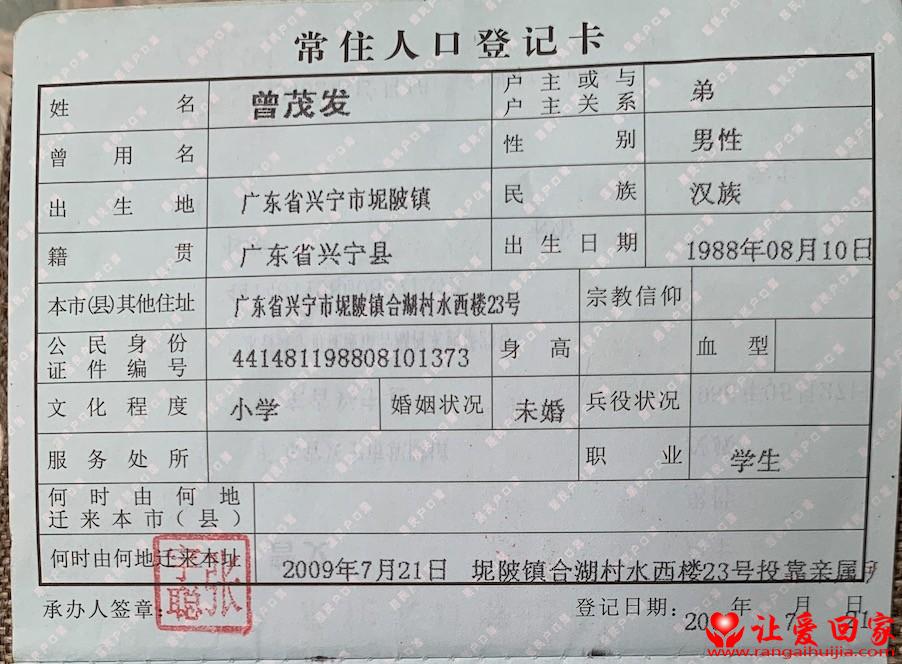 常住人口登记卡
姓名 曾茂发 户主或与户主关系 弟
曾用名 性别 男性
出生地 广东省兴宁市坭陂镇 民族 汉族
籍贯 广东省兴宁县 出生日期 1988年08月10日
本市(县)其他住址 广东省兴宁市坭陂镇合湖村水西楼23号 宗教信仰
公民身份证件编号 441481198808101373 身高 血型
文化程度 小学 婚姻状况 未婚 兵役状况
服务处所 职业 学生
何时由何地迁来本市(县)
何时由何地迁来本址 2009年7月21日 坭陂镇合湖村水西楼23号投靠亲属
承办人签章: 登记日期: 20 年 7月 21日
让爱回家
www.rangaihuijia.com